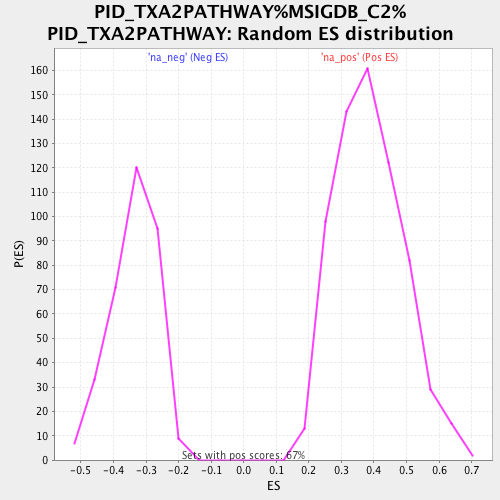 PID_TXA2PATHWAY%MSIGDB_C2%
PID_TXA2PATHWAY: Random ES distribution
'na_neg' (Neg ES) 'na_pos' (Pos ES)
160
150
140
130
120
110
100
90
80
70
60
50
40
30
20
10
0
P(ES)
Sets with pos scores: 67%
-0.5 -0.4 -0.3 -0.2 -0.1 0.0 0.1 0.2 0.3 0.4 0.5 0.6 0.7
ES